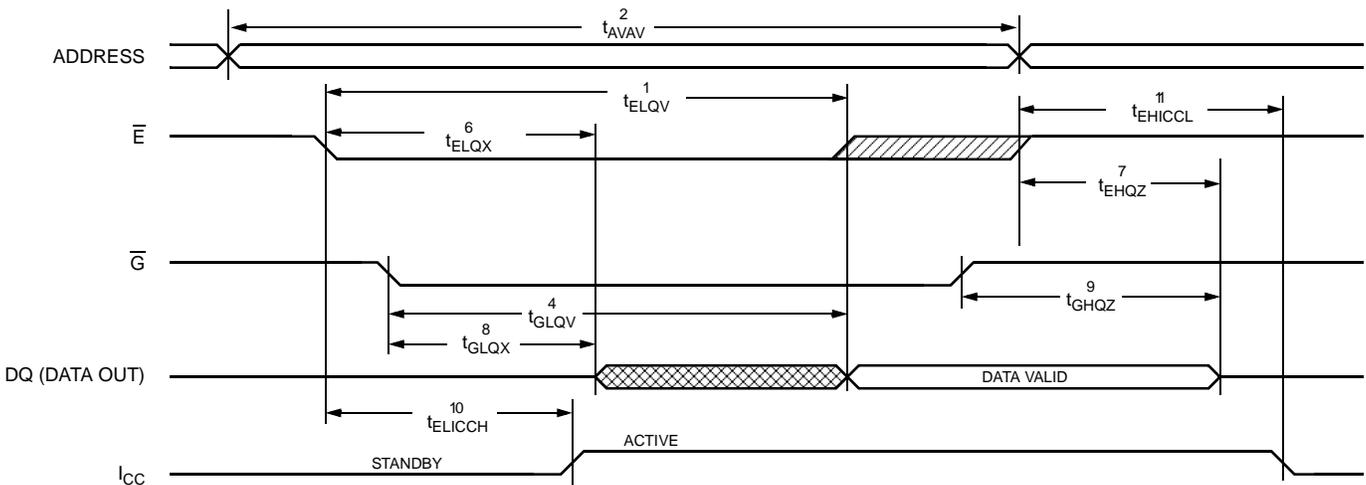 2
tAVAV
ADDRESS
1
tELQV
11
tEHICCL
E
6
tELQX
7
tEHQZ
G
4
tGLQV
9
tGHQZ
8
tGLQX
DQ (DATA OUT)
DATA VALID
10
tELICCH
ACTIVE
STANDBY
ICC